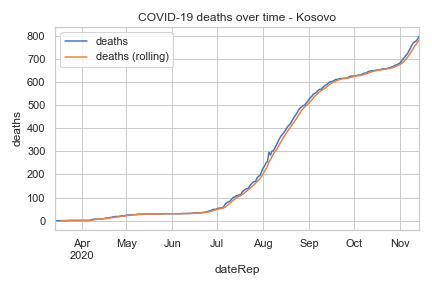 COVID-19 deaths over time - Kosovo
deaths
deaths (rolling)
800
700
600
500
400
300
200
100
0
deaths
Apr May Jun Jul Aug Sep Oct Nov
2020
dateRep